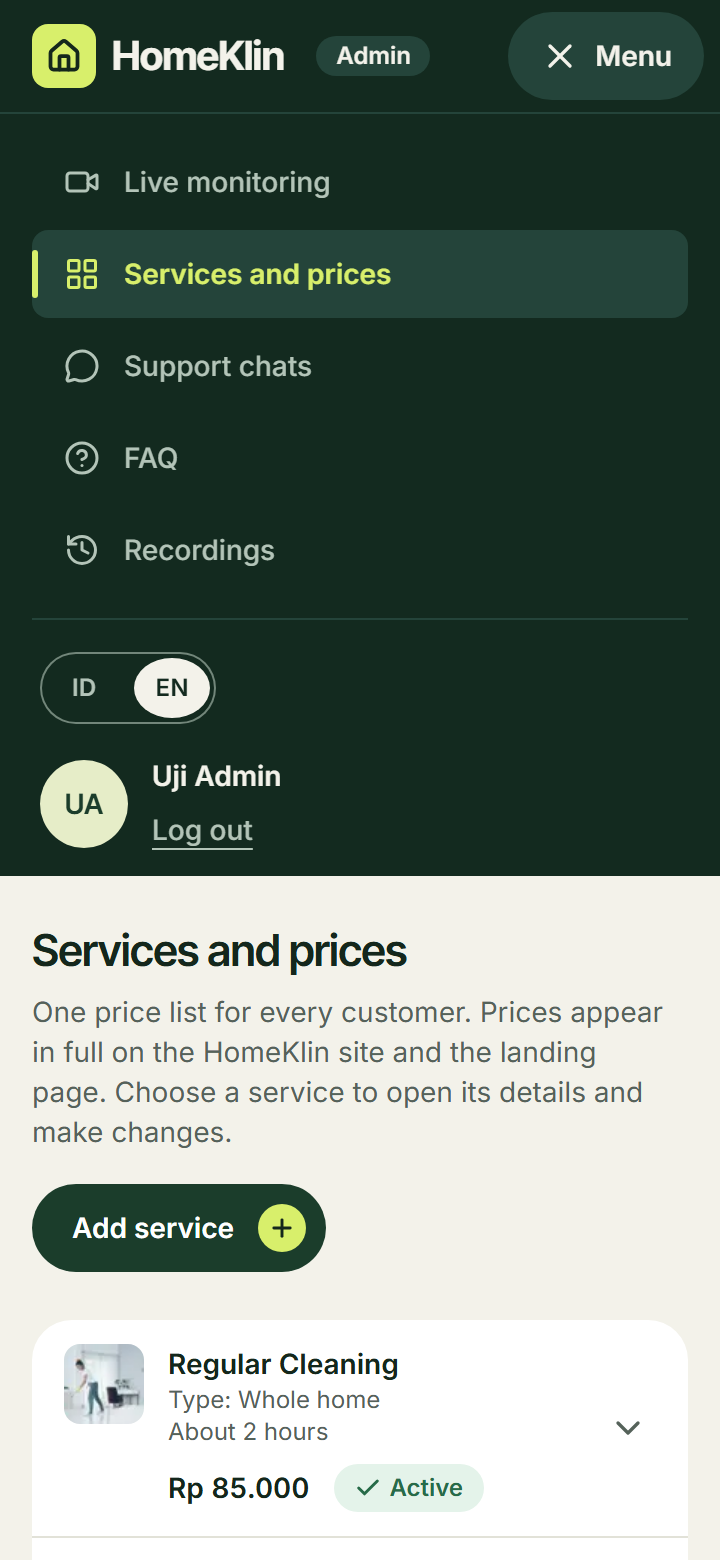 HomeKlin
Admin
Menu
Live monitoring
Services and prices
Support chats
FAQ
Recordings
ID
EN
UA
Uji Admin
Log out
Services and prices
One price list for every customer. Prices appear
in full on the HomeKlin site and the landing
page. Choose a service to open its details and
make changes.
Add service
Regular Cleaning
Type: Whole home
About 2 hours
Rp 85.000
Active